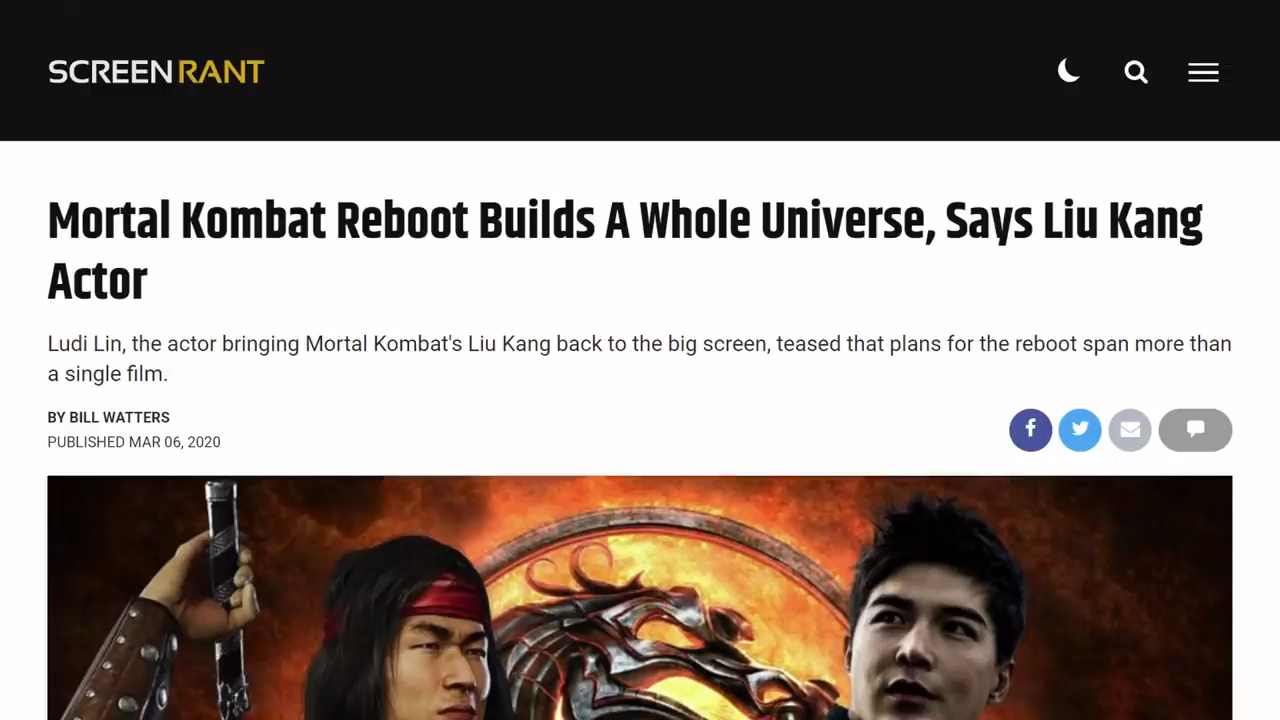 SCREENRANT
Mortal Kombat Reboot Builds A Whole Universe, Says Liu Kang
Actor
Ludi Lin, the actor bringing Mortal Kombat's Liu Kang back to the big screen, teased that plans for the reboot span more than
a single film.
BY BILL WATTERS
PUBLISHED MAR 06, 2020